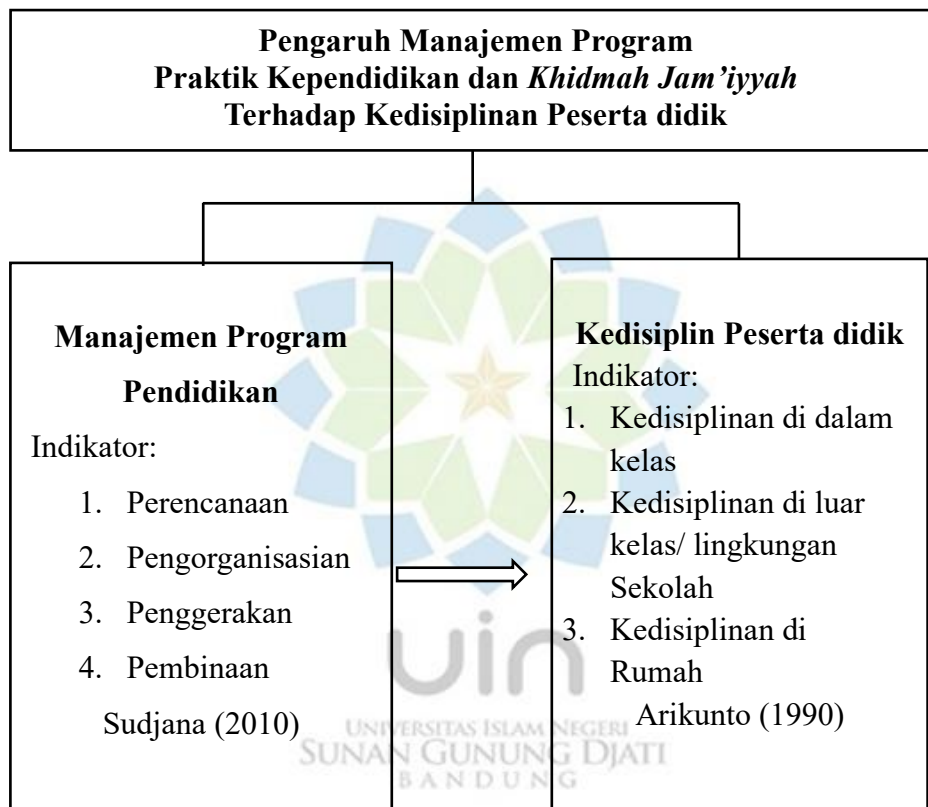 Pengaruh Manajemen Program
Praktik Kependidikan dan Khidmah Jam’iyyah
Terhadap Kedisiplinan Peserta didik
Manajemen Program
Pendidikan
Indikator:
1. Perencanaan
2. Pengorganisasian
3. Penggerakan
4. Pembinaan
Sudjana (2010)
Kedisiplin Peserta didik
Indikator:
1. Kedisiplinan di dalam
kelas
2. Kedisiplinan di luar
kelas/ lingkungan
Sekolah
3. Kedisiplinan di
Rumah
Arikunto (1990)
uin
UNIVERSITAS ISLAM NEGERI
SUNAN GUNUNG DJATI
BANDUNG